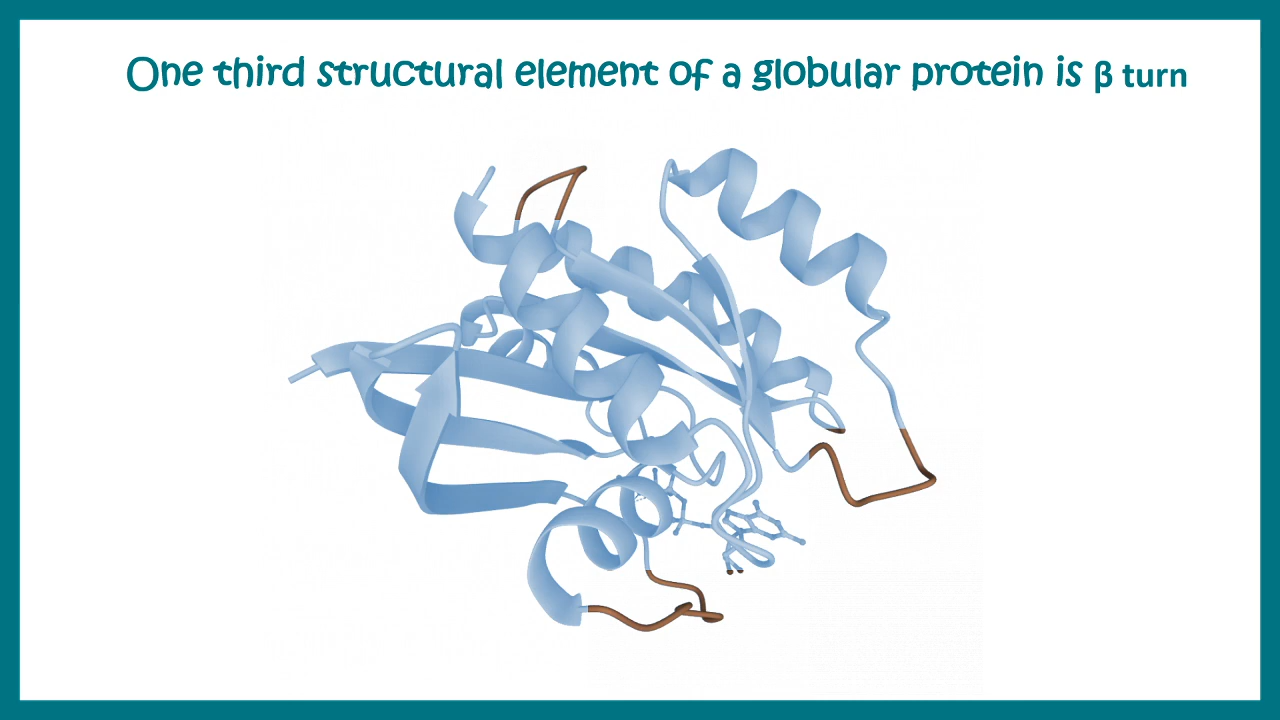 One third structural element of a globular protein is β turn